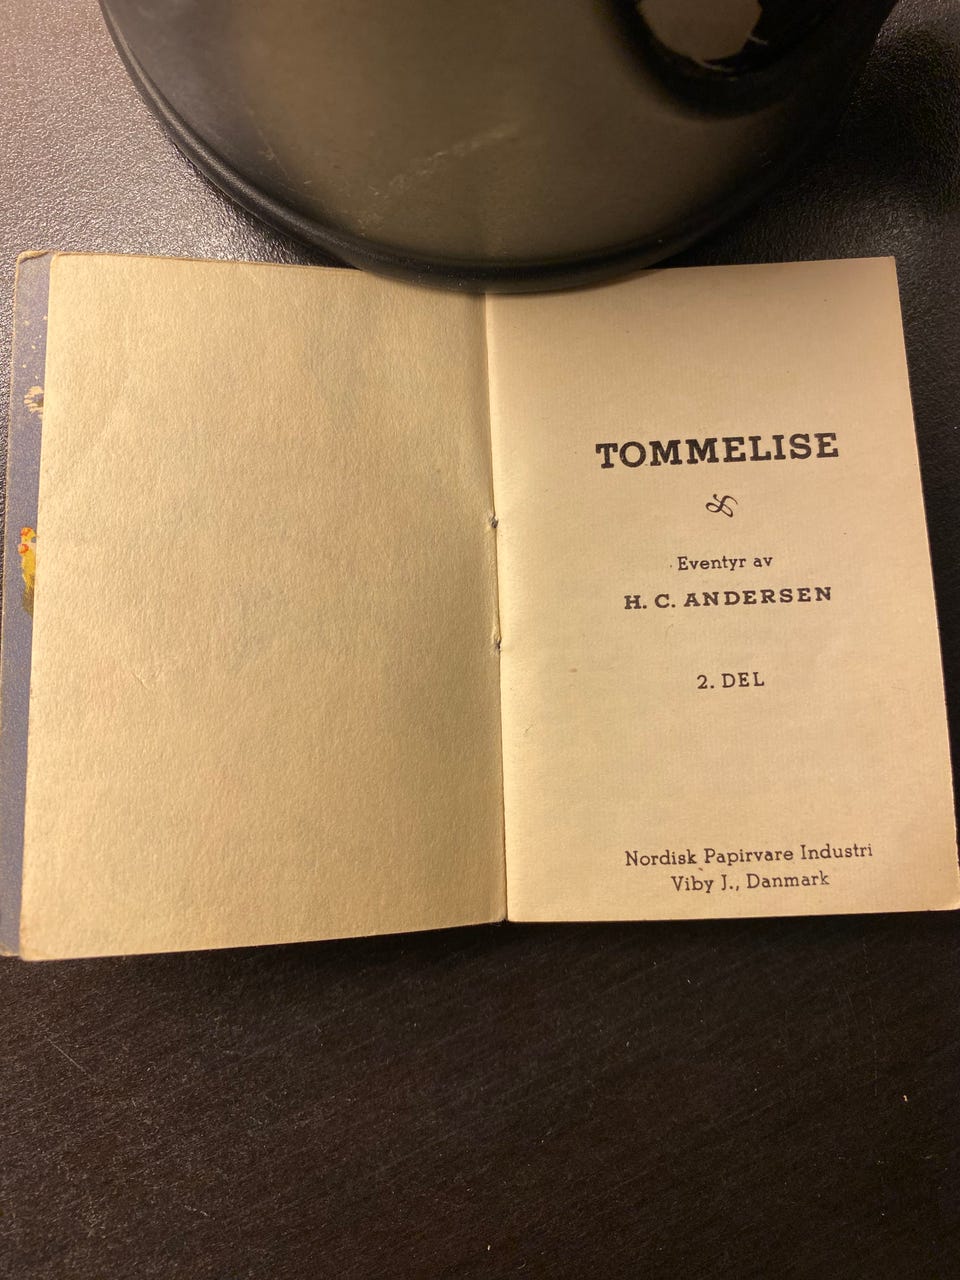 TOMMELISE
Eventyr av
H. C. ANDERSEN
2. DEL
Nordisk Papirvare Industri
Viby J., Danmark